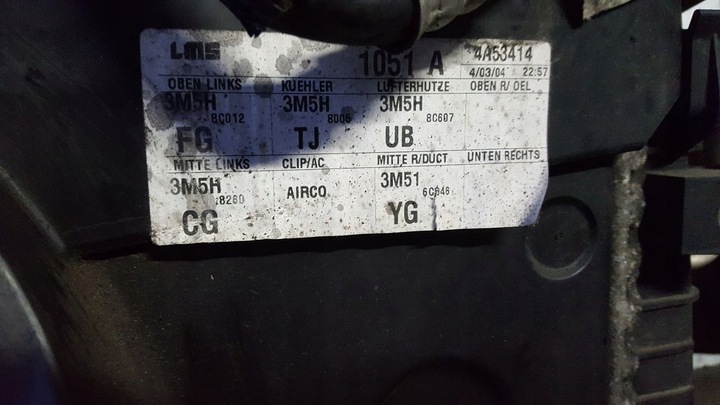 LMS 1051 A 4A53414
4/03/04 22:57
OBEN LINKS KUEHLER LUFTERHUTZE OBEN R/ OEL
3M5H 3M5H 3M5H
8C012 8005 8C607
FG TJ UB
MITTE LINKS CLIP/AC MITTE R/DUCT UNTEN RECHTS
3M5H AIRCO 3M51
8260 6C646
CG YG